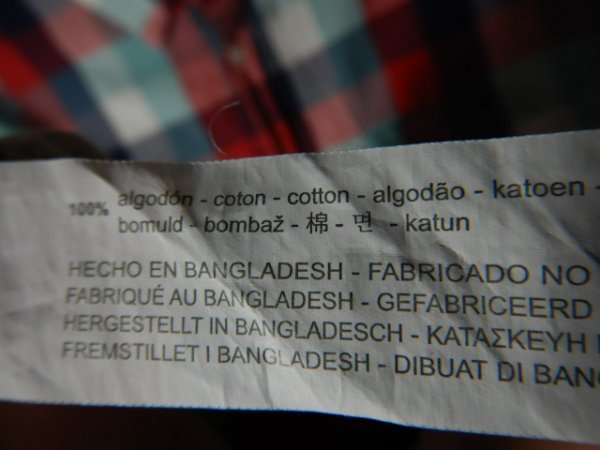 100% algodón - coton - cotton - algodão - katoen -
bomuld - bombaž - 棉 - 면 - katun
HECHO EN BANGLADESH - FABRICADO NO
FABRIQUÉ AU BANGLADESH - GEFABRICEERD
HERGESTELLT IN BANGLADESCH - ΚΑΤΑΣΚΕΥΗ
FREMSTILLET I BANGLADESH - DIBUAT DI BANG